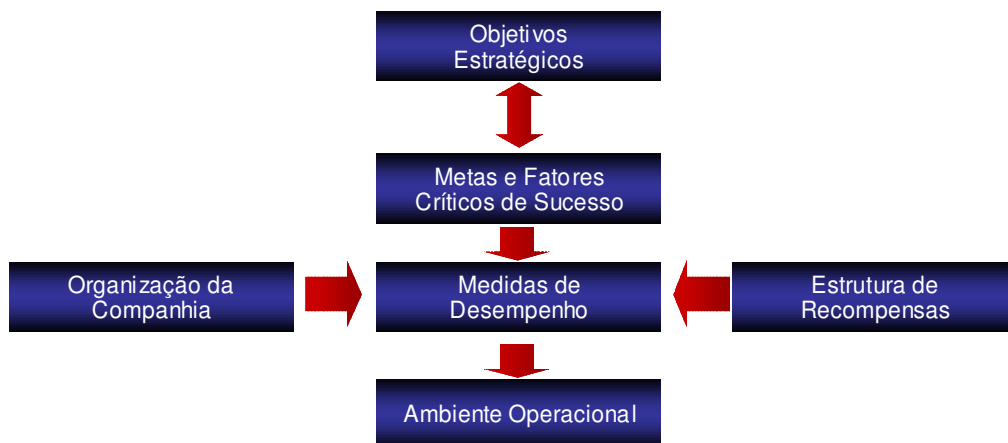 Objetivos
Estratégicos
Metas e Fatores
Críticos de Sucesso
Organização da
Companhia
Medidas de
Desempenho
Estrutura de
Recompensas
Ambiente Operacional